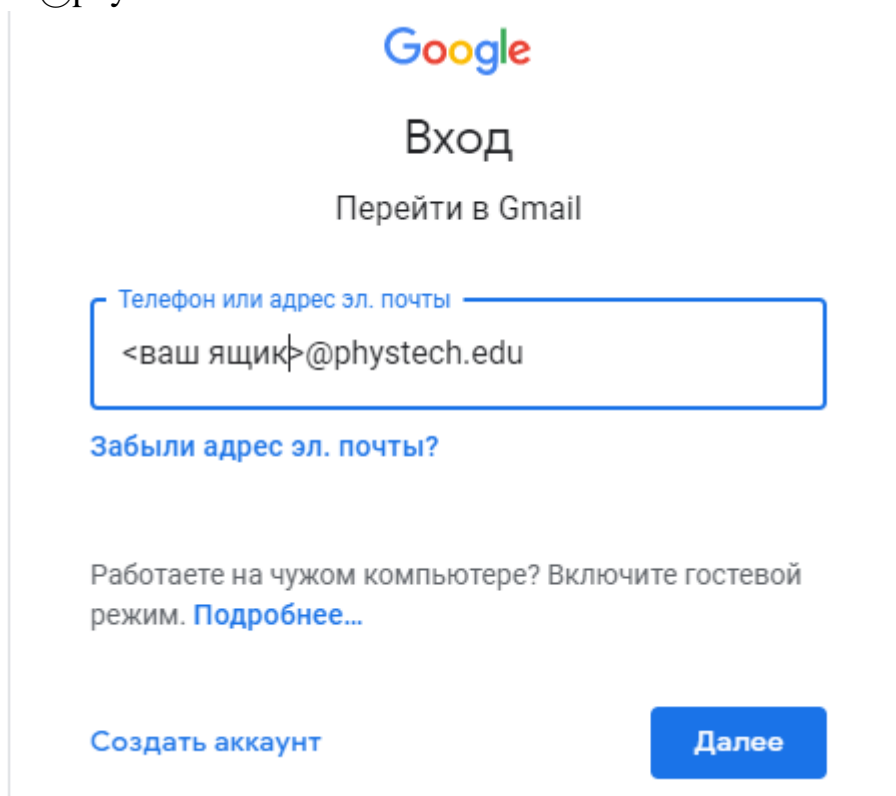 Google
Вход
Перейти в Gmail
Телефон или адрес эл. почты
<ваш ящик>@phystech.edu
Забыли адрес эл. почты?
Работаете на чужом компьютере? Включите гостевой
режим. Подробнее...
Создать аккаунт
Далее